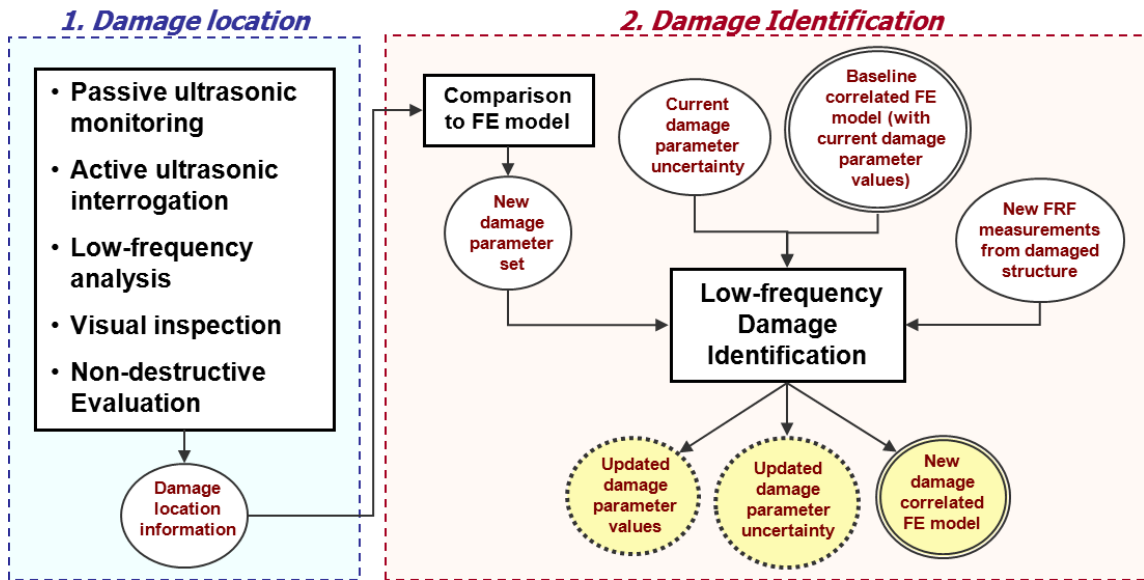 1. Damage location
• Passive ultrasonic
monitoring
• Active ultrasonic
interrogation
• Low-frequency
analysis
• Visual inspection
• Non-destructive
Evaluation
Damage
location
information
2. Damage Identification
Comparison
to FE model
New
damage
parameter
set
Current
damage
parameter
uncertainty
Baseline
correlated FE
model (with
current damage
parameter
values)
New FRF
measurements
from damaged
structure
Low-frequency
Damage
Identification
Updated
damage
parameter
values
Updated
damage
parameter
uncertainty
New
damage
correlated
FE model